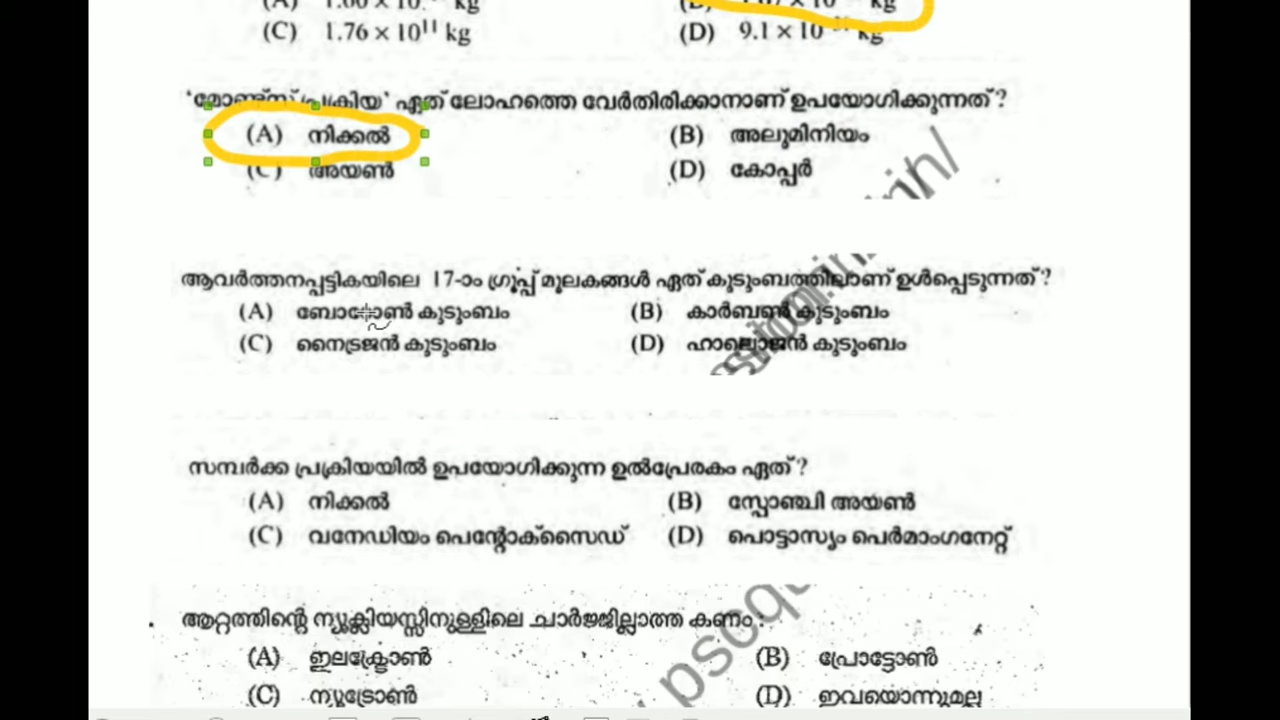 (C) 1.76 × 10¹¹ kg (D) 9.1 × 10 kg
'മോണ്ട്സ് പ്രക്രിയ' ഏത് ലോഹത്തെ വേർതിരിക്കാനാണ് ഉപയോഗിക്കുന്നത് ?
(A) നിക്കൽ (B) അലുമിനിയം
(C) അയൺ (D) കോപ്പർ
ആവർത്തനപ്പട്ടികയിലെ 17-ാം ഗ്രൂപ്പ് മൂലകങ്ങൾ ഏത് കുടുംബത്തിലാണ് ഉൾപ്പെടുന്നത് ?
(A) ബോറോൺ കുടുംബം (B) കാർബൺ കുടുംബം
(C) നൈട്രജൻ കുടുംബം (D) ഹാലൊജൻ കുടുംബം
സമ്പർക്ക പ്രക്രിയയിൽ ഉപയോഗിക്കുന്ന ഉൽപ്രേരകം ഏത് ?
(A) നിക്കൽ (B) സ്പോഞ്ചി അയൺ
(C) വനേഡിയം പെന്റോക്സൈഡ് (D) പൊട്ടാസ്യം പെർമാംഗനേറ്റ്
ആറ്റത്തിന്റെ ന്യൂക്ലിയസ്സിനുള്ളിലെ ചാർജ്ജില്ലാത്ത കണം :
(A) ഇലക്ട്രോൺ (B) പ്രോട്ടോൺ
(C) ന്യൂട്രോൺ (D) ഇവയൊന്നുമല്ല